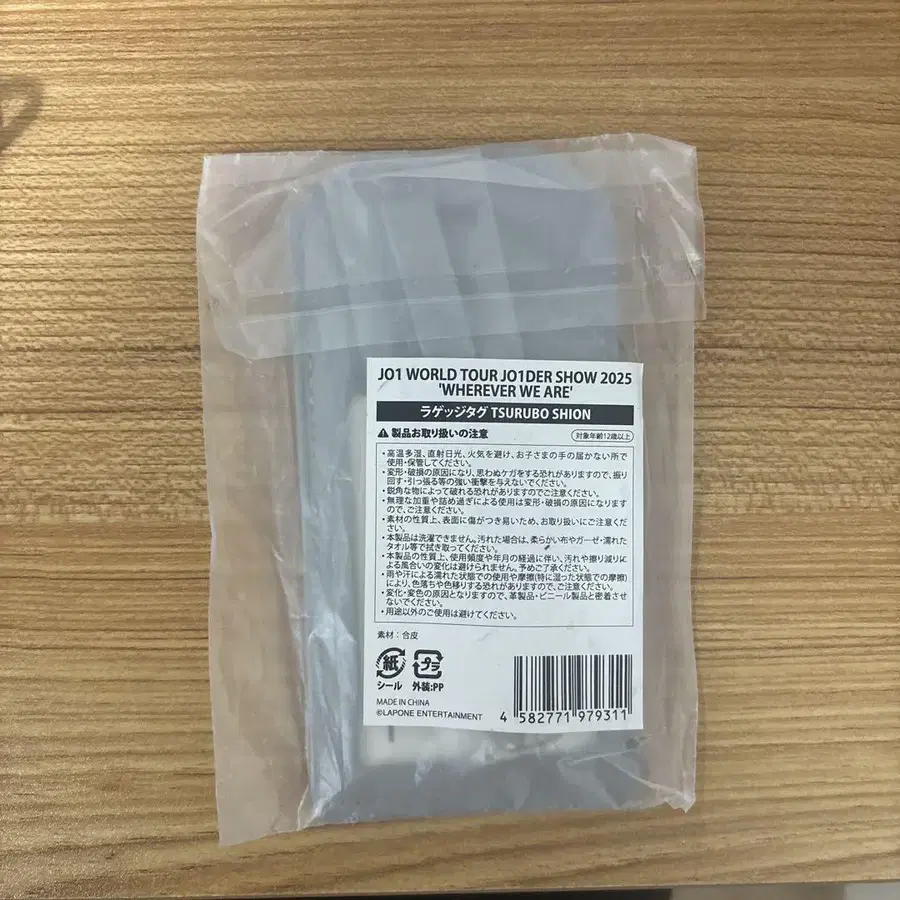 JO1 WORLD TOUR JO1DER SHOW 2025
'WHEREVER WE ARE'
ラゲッジタグ TSURUBO SHION
製品お取り扱いの注意
対象年齢12歳以上
・高温多湿、直射日光、火気を避け、お子さまの手の届かない所で
使用・保管してください。
・変形・破損の原因になり、思わぬケガをする恐れがありますので、振り
回す・引っ張る等の強い衝撃を与えないでください。
・鋭角な物によって破れる恐れがありますのでご注意ください。
・無理な加重や詰め過ぎによる使用は変形・破損の原因になります
ので、ご注意ください。
・素材の性質上、表面に傷がつき易いため、お取り扱いにご注意くだ
さい。
・本製品は洗濯できません。汚れた場合は、柔らかい布やガーゼ・濡れた
タオル等で拭き取ってください。
・本製品の性質上、使用頻度や年月の経過に伴い、汚れや擦り減りに
よる風合いの変化は避けられません。予めご了承ください。
・雨や汗による濡れた状態での使用や摩擦(特に湿った状態での摩擦)
により、色落ちや色移りする恐れがありますので、ご注意ください。
・変化・変色の原因となりますので、革製品・ビニール製品と密着させ
ないでください。
・用途以外のご使用は避けてください。
素材：合皮
紙 プラ
シール 外装:PP
MADE IN CHINA
©LAPONE ENTERTAINMENT
4 582771 979311